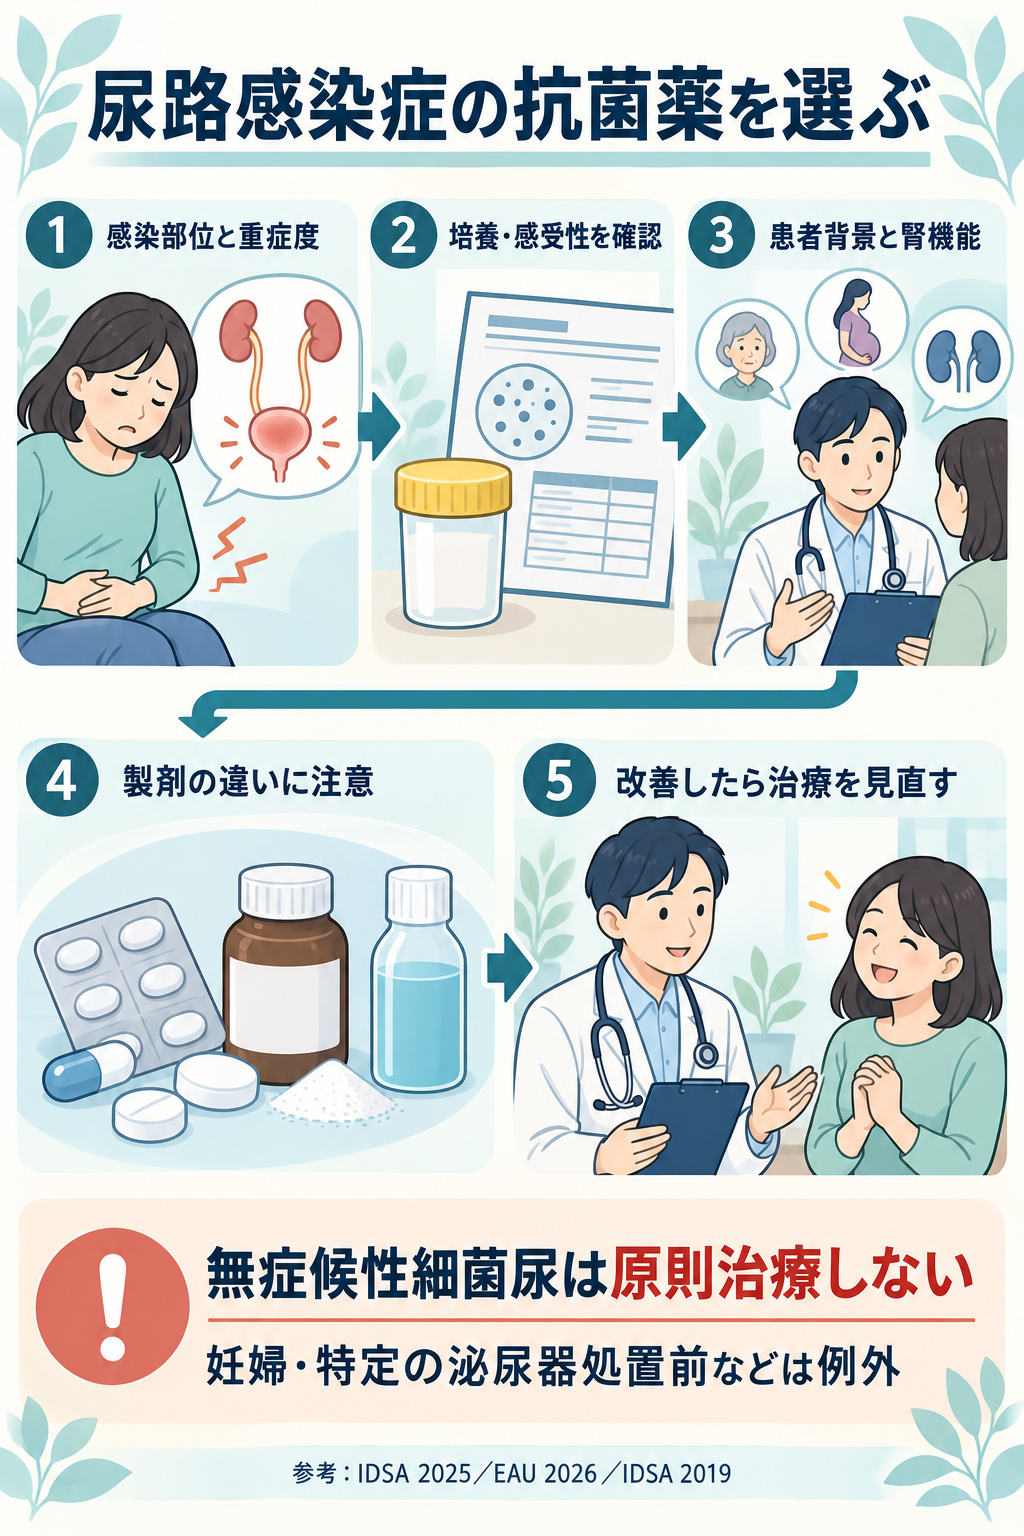 尿路感染症の抗菌薬を選ぶ
1 感染部位と重症度
2 培養・感受性を確認
3 患者背景と腎機能
4 製剤の違いに注意
5 改善したら治療を見直す
!
無症候性細菌尿は原則治療しない
妊婦・特定の泌尿器処置前などは例外
参考：IDSA 2025／EAU 2026／IDSA 2019